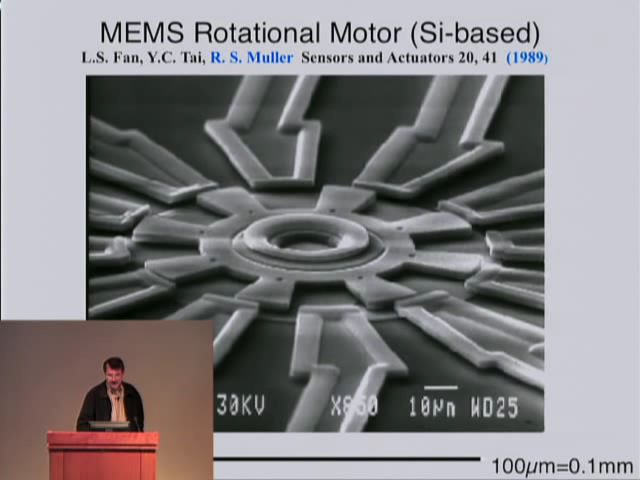 MEMS Rotational Motor (Si-based)
L.S. Fan, Y.C. Tai, R. S. Muller Sensors and Actuators 20, 41 (1989)
30KV X850 10µm WD25
100µm=0.1mm